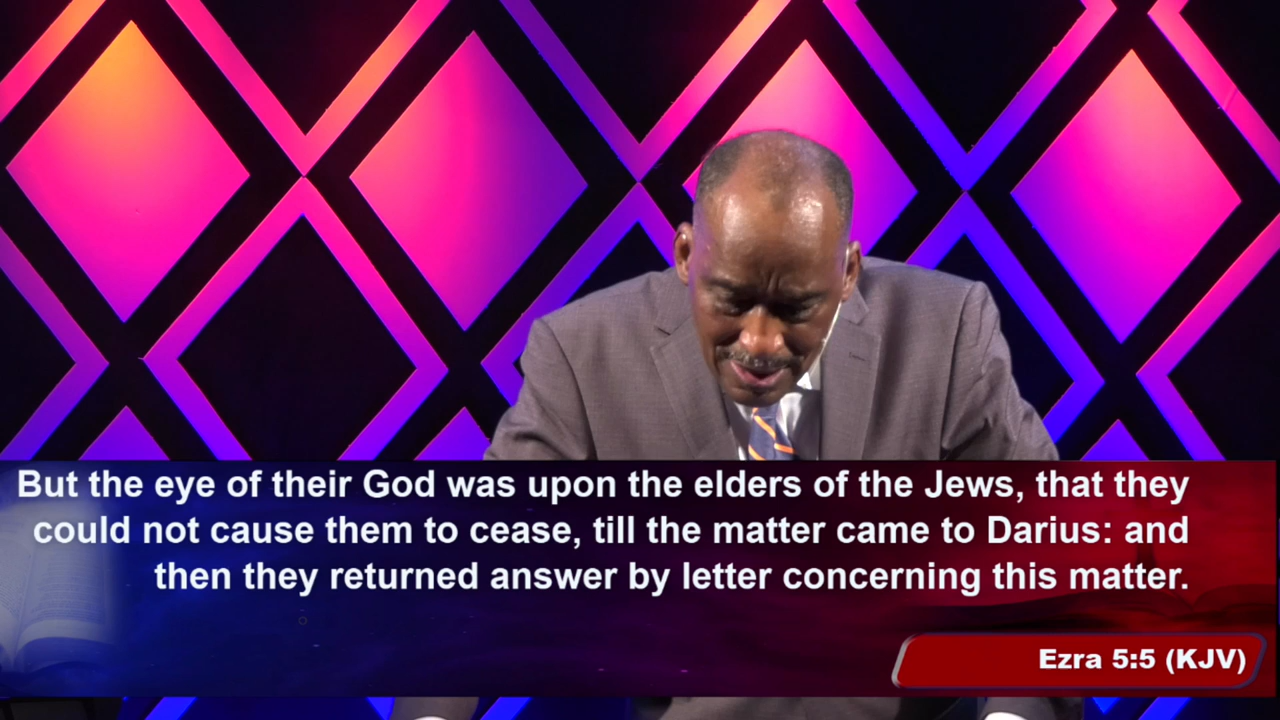 But the eye of their God was upon the elders of the Jews, that they
could not cause them to cease, till the matter came to Darius: and
then they returned answer by letter concerning this matter.
Ezra 5:5 (KJV)